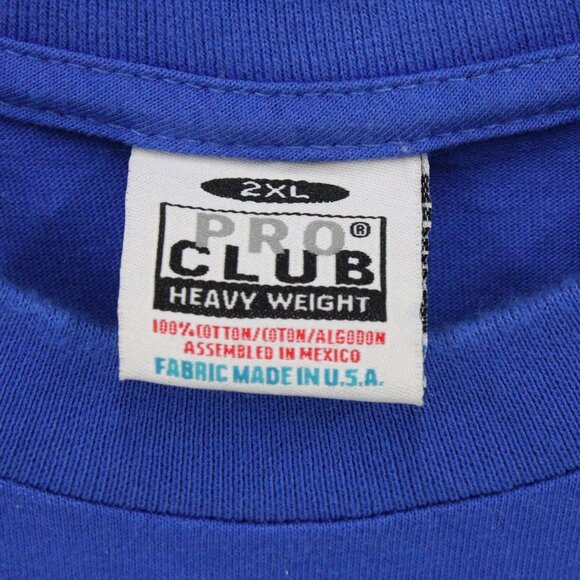 2XL
PRO®
CLUB
HEAVY WEIGHT
100% COTTON/COTON/ALGODON
ASSEMBLED IN MEXICO
FABRIC MADE IN U.S.A.